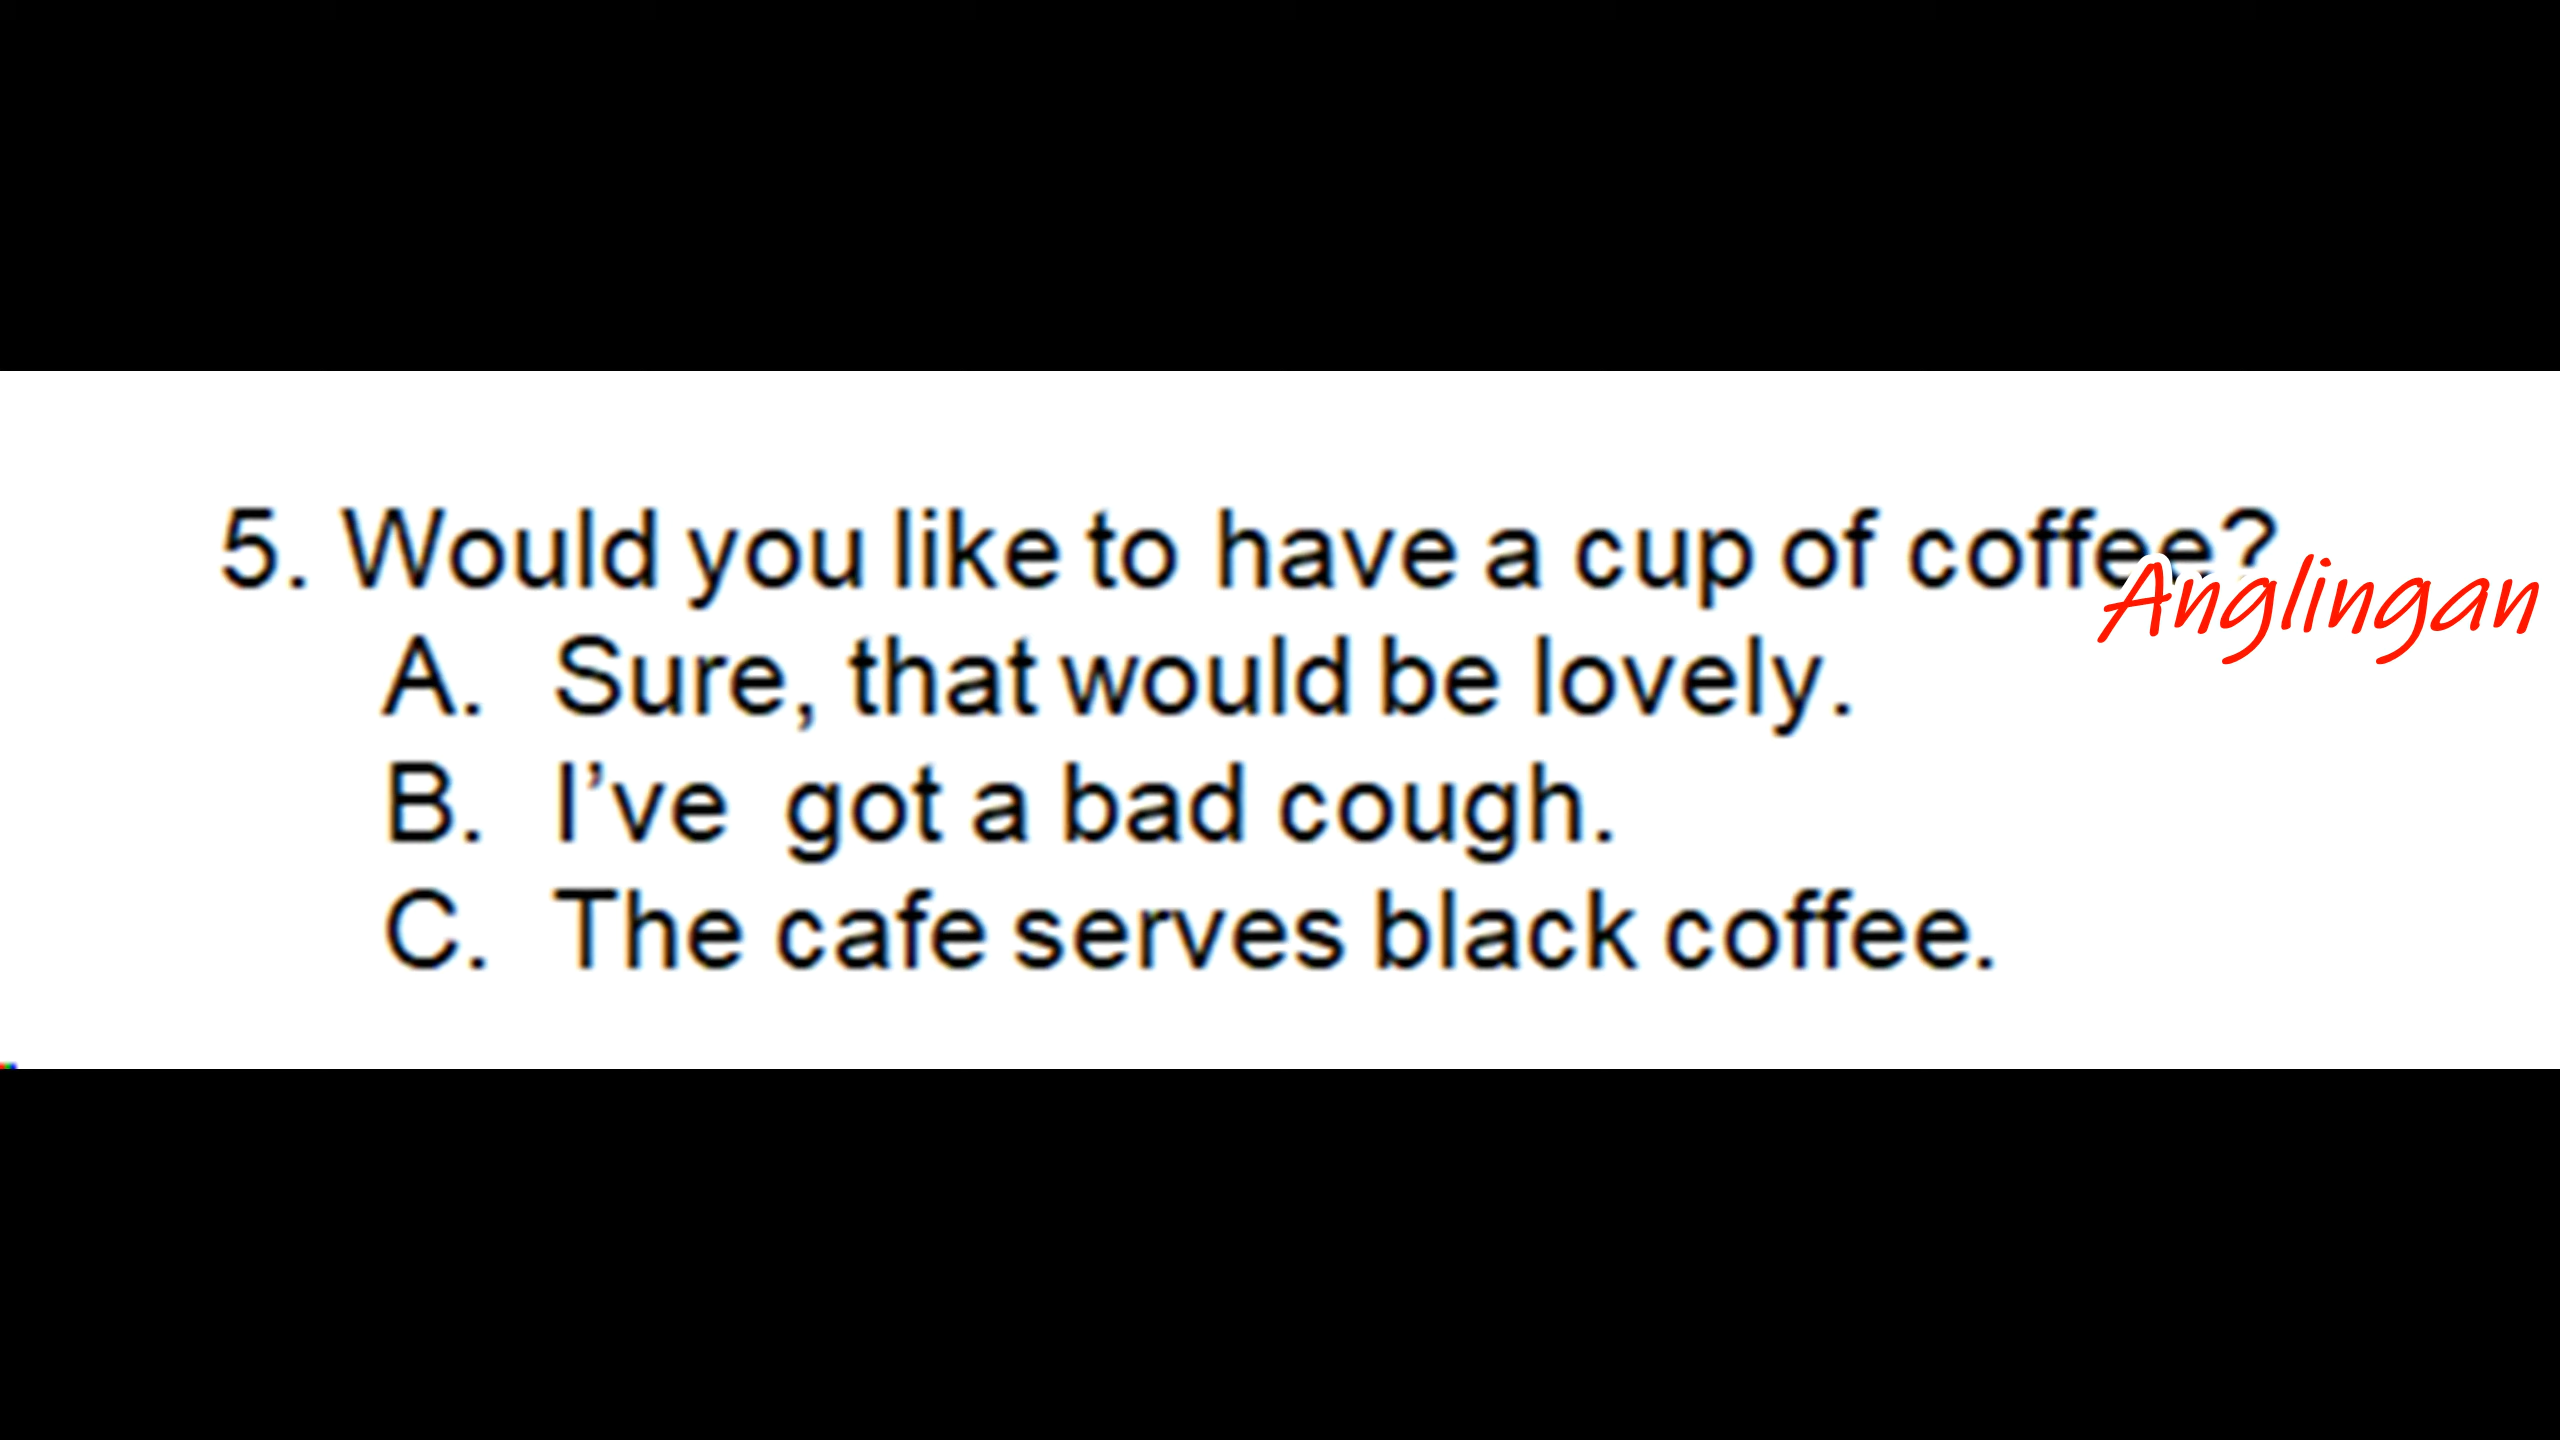 5. Would you like to have a cup of coffee?
Anglingan
A. Sure, that would be lovely.
B. I've  got a bad cough.
C. The cafe serves black coffee.